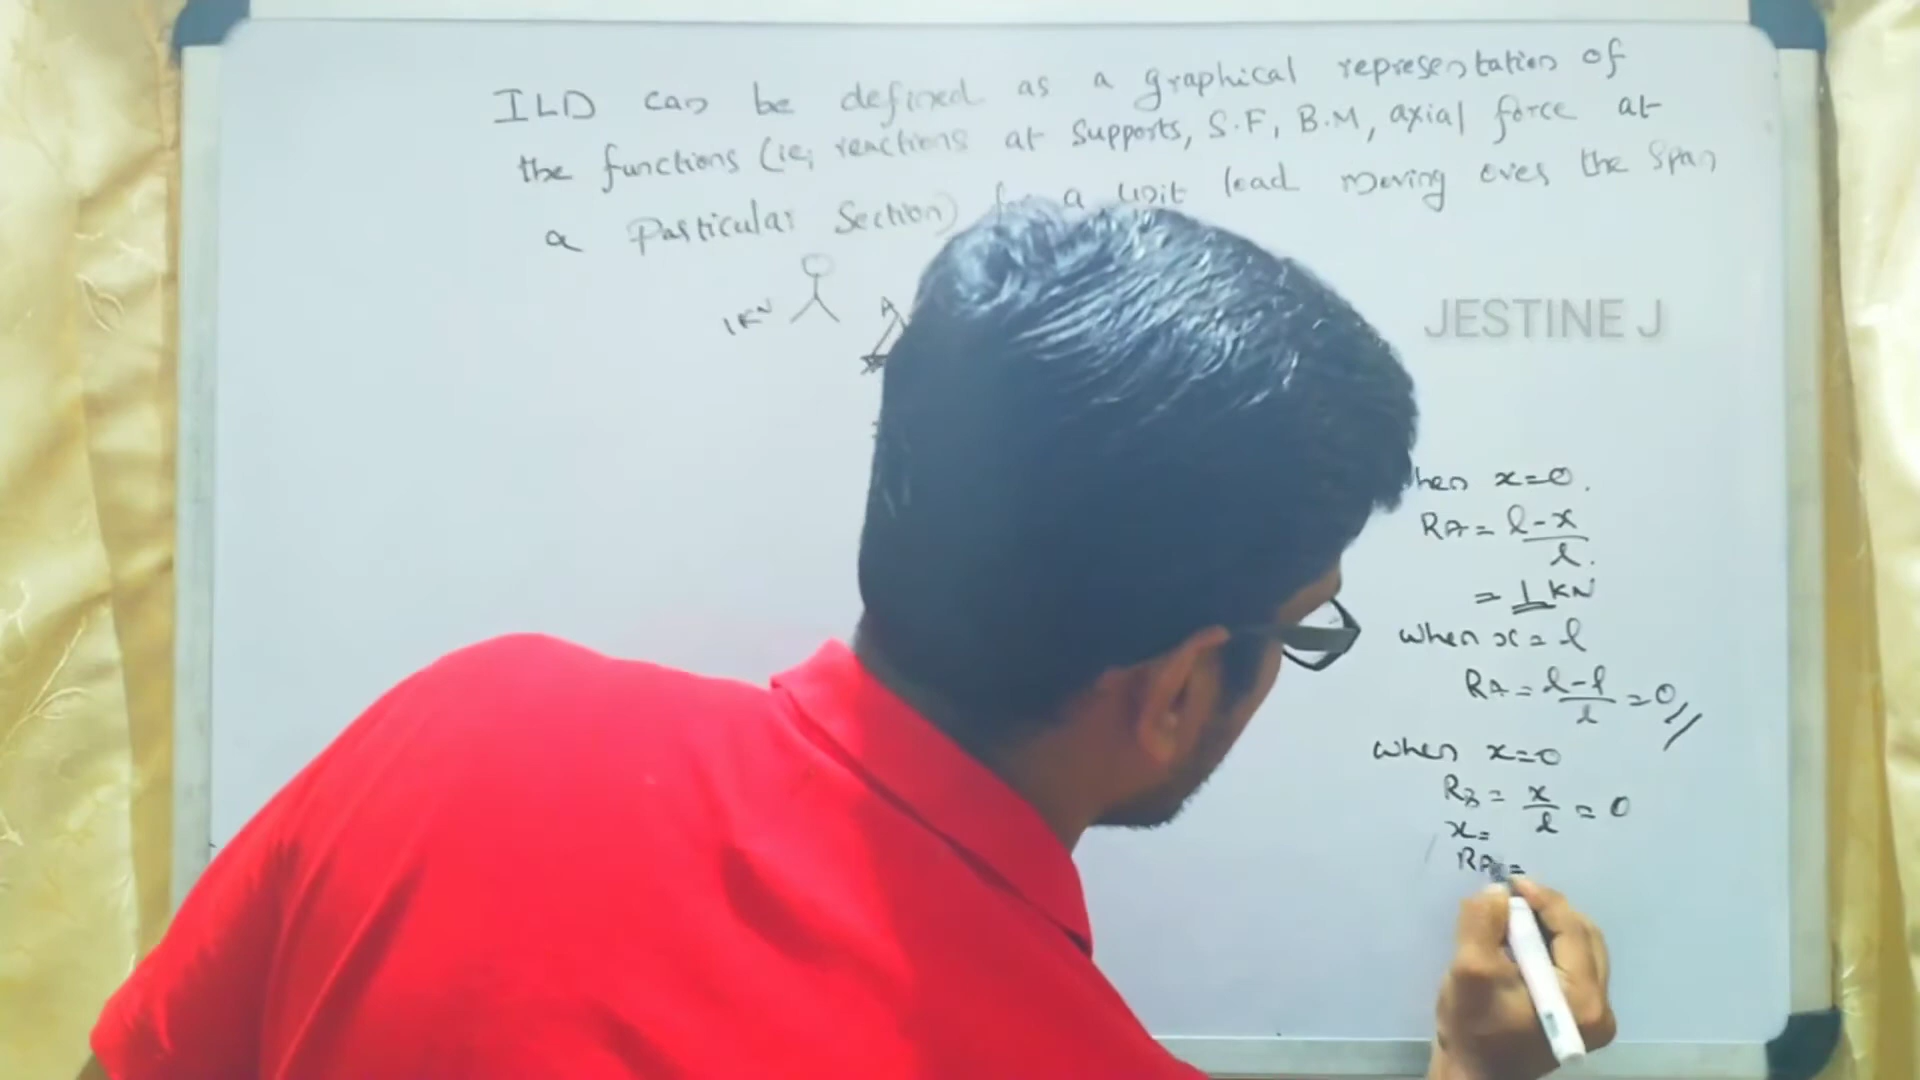 ILD can be defined as a graphical representation of
the functions (ie; reactions at supports, S.F, B.M, axial force at
a particular section) for a unit load moving over the span
1KN
A
JESTINE J
hen x=0.
RA = l-x/l.
= 1KN
when x = l
RA = l-l/l = 0//
when x=0
RB = x/l = 0
x=
RA =